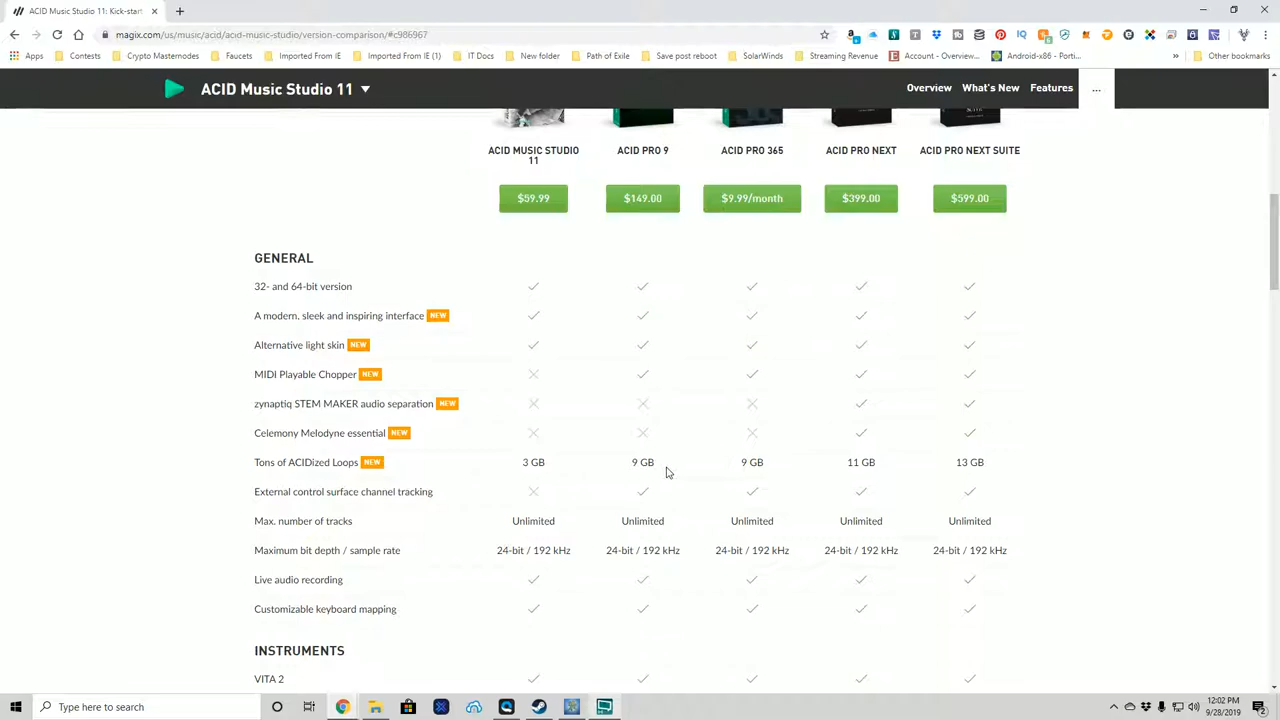 ACID Music Studio 11: Kick-star
magix.com/us/music/acid/acid-music-studio/version-comparison/#c986967
Apps Contests Crypto Masternodes Faucets Imported From IE Imported From IE (1) IT Docs New folder Path of Exile Save post reboot SolarWinds Streaming Revenue Account - Overview... Android-x86 - Porti... » Other bookmarks
ACID Music Studio 11 Overview What's New Features ...
ACID MUSIC STUDIO 11 ACID PRO 9 ACID PRO 365 ACID PRO NEXT ACID PRO NEXT SUITE
$59.99 $149.00 $9.99/month $399.00 $599.00
GENERAL
32- and 64-bit version
A modern, sleek and inspiring interface NEW
Alternative light skin NEW
MIDI Playable Chopper NEW
zynaptiq STEM MAKER audio separation NEW
Celemony Melodyne essential NEW
Tons of ACIDized Loops NEW 3 GB 9 GB 9 GB 11 GB 13 GB
External control surface channel tracking
Max. number of tracks Unlimited Unlimited Unlimited Unlimited Unlimited
Maximum bit depth / sample rate 24-bit / 192 kHz 24-bit / 192 kHz 24-bit / 192 kHz 24-bit / 192 kHz 24-bit / 192 kHz
Live audio recording
Customizable keyboard mapping
INSTRUMENTS
VITA 2
Type here to search
12:02 PM
9/28/2019